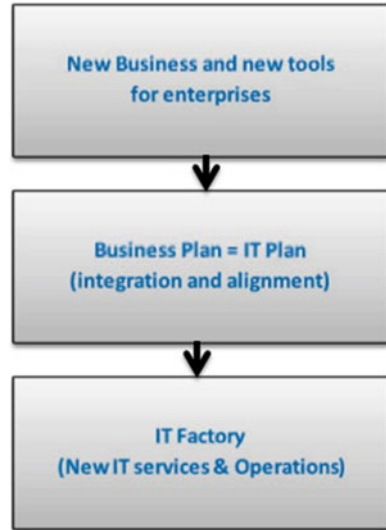 New Business and new tools
for enterprises
Business Plan = IT Plan
(integration and alignment)
IT Factory
(New IT services & Operations)